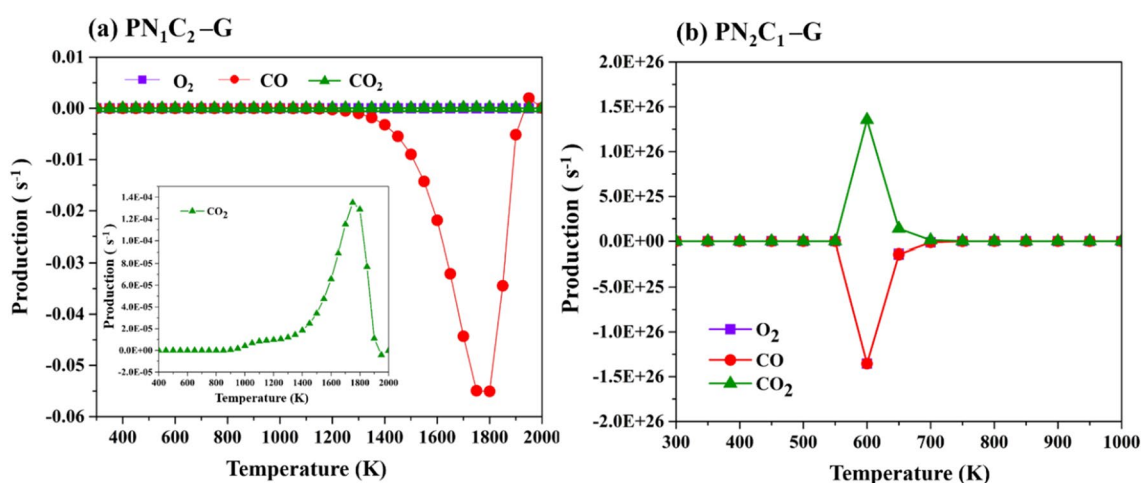 (a) PN₁C₂ –G
Production ( s⁻¹)
0.01
0.00
-0.01
-0.02
-0.03
-0.04
-0.05
-0.06
O₂ CO CO₂
Production ( s⁻¹)
1.4E-04
1.2E-04
1.0E-04
8.0E-05
6.0E-05
4.0E-05
2.0E-05
0.0E+00
-2.0E-05
CO₂
400 600 800 1000 1200 1400 1600 1800 2000
Temperature (K)
400 600 800 1000 1200 1400 1600 1800 2000
Temperature (K)
(b) PN₂C₁ –G
Production ( s⁻¹)
2.0E+26
1.5E+26
1.0E+26
5.0E+25
0.0E+00
-5.0E+25
-1.0E+26
-1.5E+26
-2.0E+26
O₂
CO
CO₂
300 400 500 600 700 800 900 1000
Temperature (K)